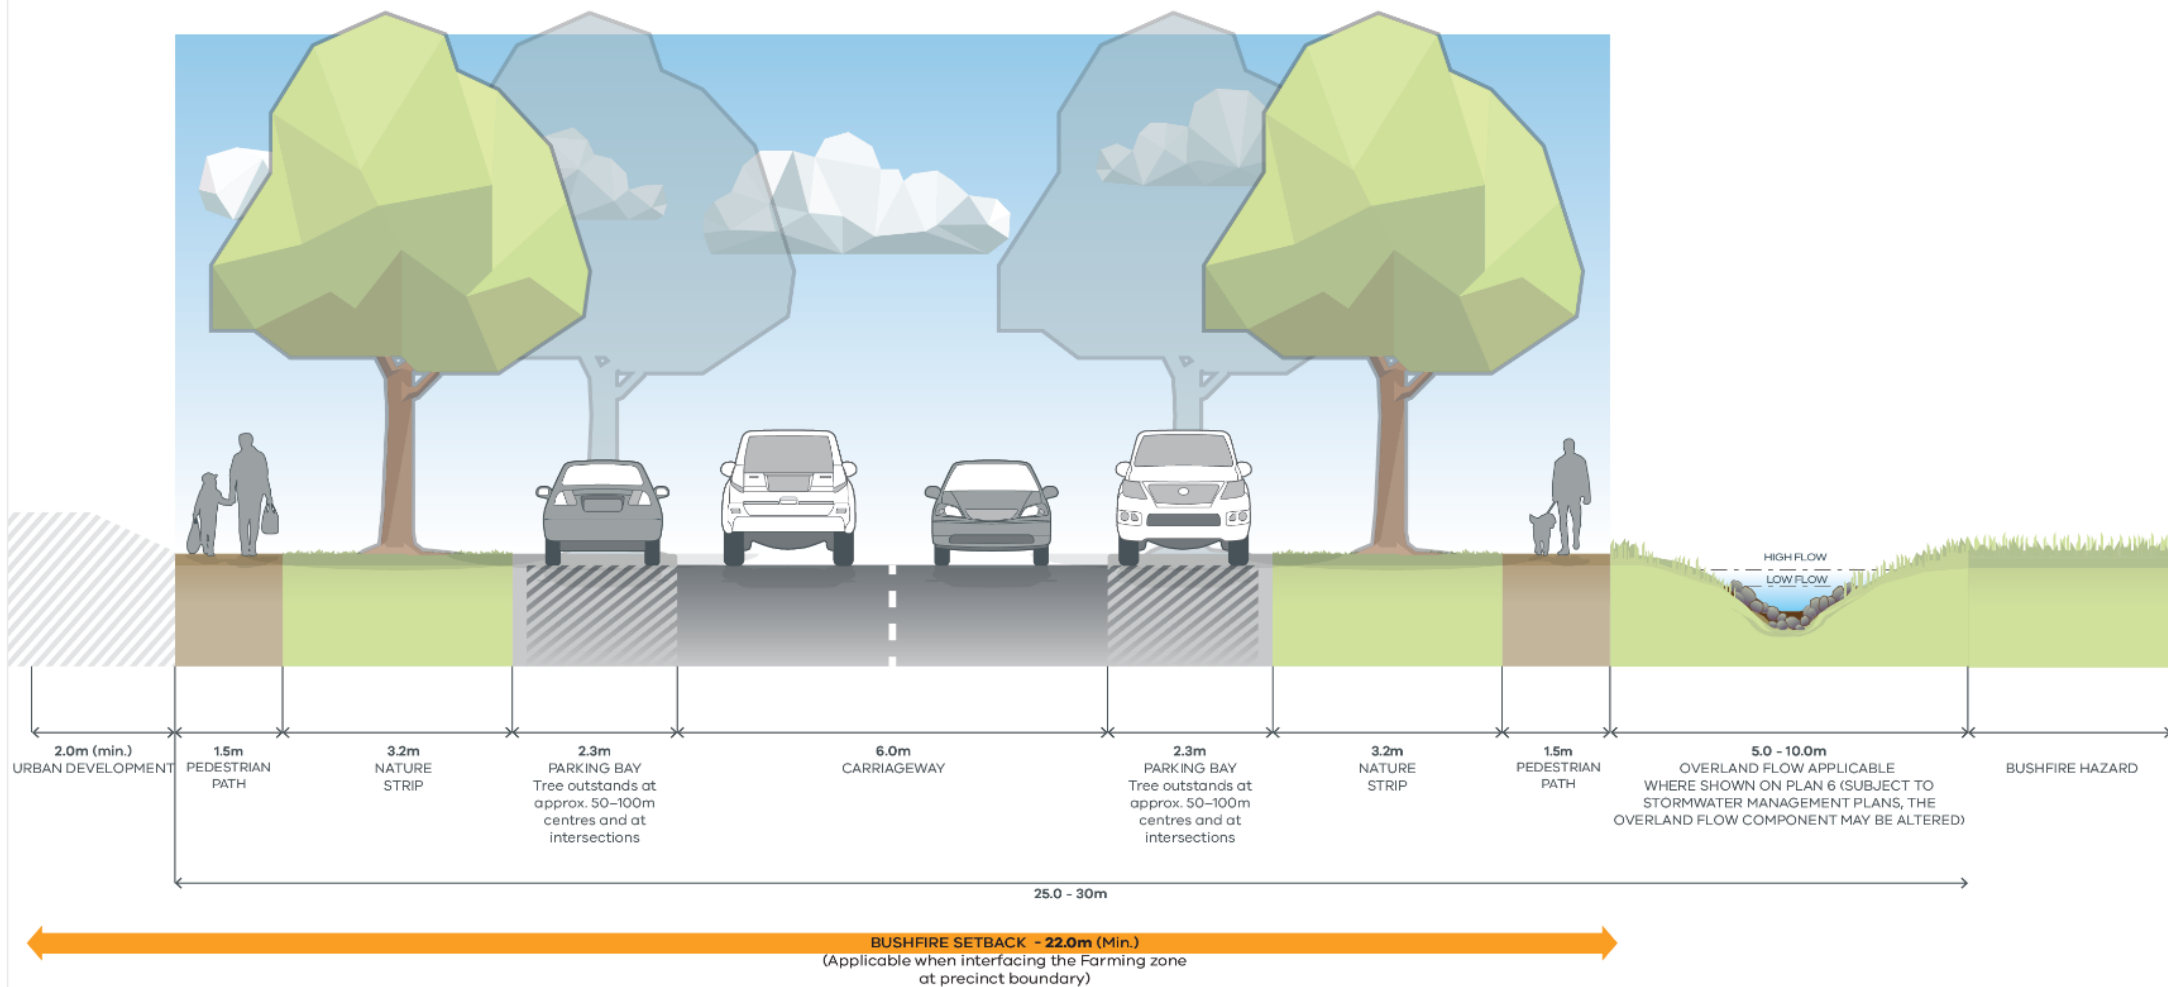 HIGH FLOW
LOW FLOW
2.0m (min.)
URBAN DEVELOPMENT
1.5m
PEDESTRIAN
PATH
3.2m
NATURE
STRIP
2.3m
PARKING BAY
Tree outstands at
approx. 50–100m
centres and at
intersections
6.0m
CARRIAGEWAY
2.3m
PARKING BAY
Tree outstands at
approx. 50–100m
centres and at
intersections
3.2m
NATURE
STRIP
1.5m
PEDESTRIAN
PATH
5.0 - 10.0m
OVERLAND FLOW APPLICABLE
WHERE SHOWN ON PLAN 6 (SUBJECT TO
STORMWATER MANAGEMENT PLANS, THE
OVERLAND FLOW COMPONENT MAY BE ALTERED)
BUSHFIRE HAZARD
25.0 - 30m
BUSHFIRE SETBACK - 22.0m (Min.)
(Applicable when interfacing the Farming zone
at precinct boundary)